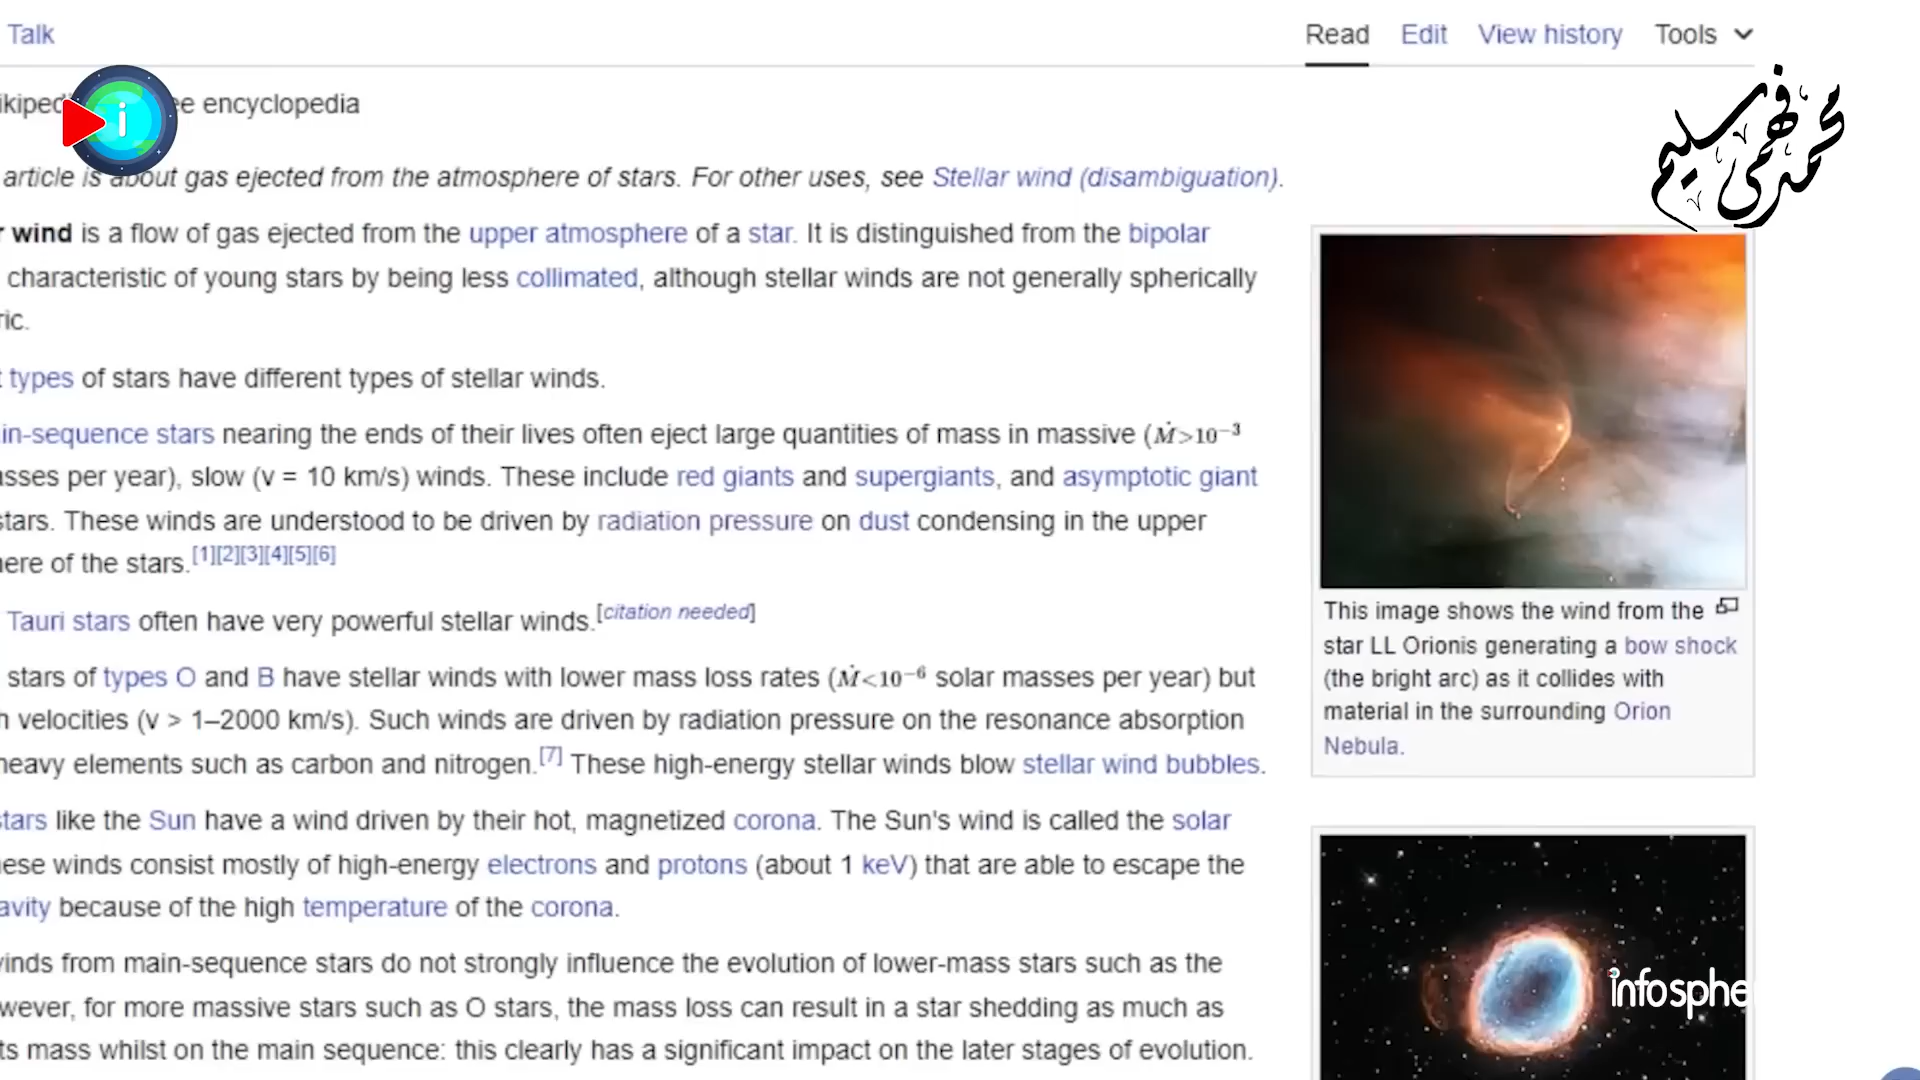 Talk
Read Edit View history Tools
ee encyclopedia
i
محمد فهمي سليم
article is about gas ejected from the atmosphere of stars. For other uses, see Stellar wind (disambiguation).
r wind is a flow of gas ejected from the upper atmosphere of a star. It is distinguished from the bipolar
characteristic of young stars by being less collimated, although stellar winds are not generally spherically
ric.
t types of stars have different types of stellar winds.
in-sequence stars nearing the ends of their lives often eject large quantities of mass in massive (Ṁ>10⁻³
asses per year), slow (v = 10 km/s) winds. These include red giants and supergiants, and asymptotic giant
stars. These winds are understood to be driven by radiation pressure on dust condensing in the upper
here of the stars.[1][2][3][4][5][6]
Tauri stars often have very powerful stellar winds.[citation needed]
stars of types O and B have stellar winds with lower mass loss rates (Ṁ<10⁻⁶ solar masses per year) but
h velocities (v > 1–2000 km/s). Such winds are driven by radiation pressure on the resonance absorption
heavy elements such as carbon and nitrogen.[7] These high-energy stellar winds blow stellar wind bubbles.
stars like the Sun have a wind driven by their hot, magnetized corona. The Sun's wind is called the solar
hese winds consist mostly of high-energy electrons and protons (about 1 keV) that are able to escape the
avity because of the high temperature of the corona.
winds from main-sequence stars do not strongly influence the evolution of lower-mass stars such as the
owever, for more massive stars such as O stars, the mass loss can result in a star shedding as much as
ts mass whilst on the main sequence: this clearly has a significant impact on the later stages of evolution.
This image shows the wind from the
star LL Orionis generating a bow shock
(the bright arc) as it collides with
material in the surrounding Orion
Nebula.
infosphe